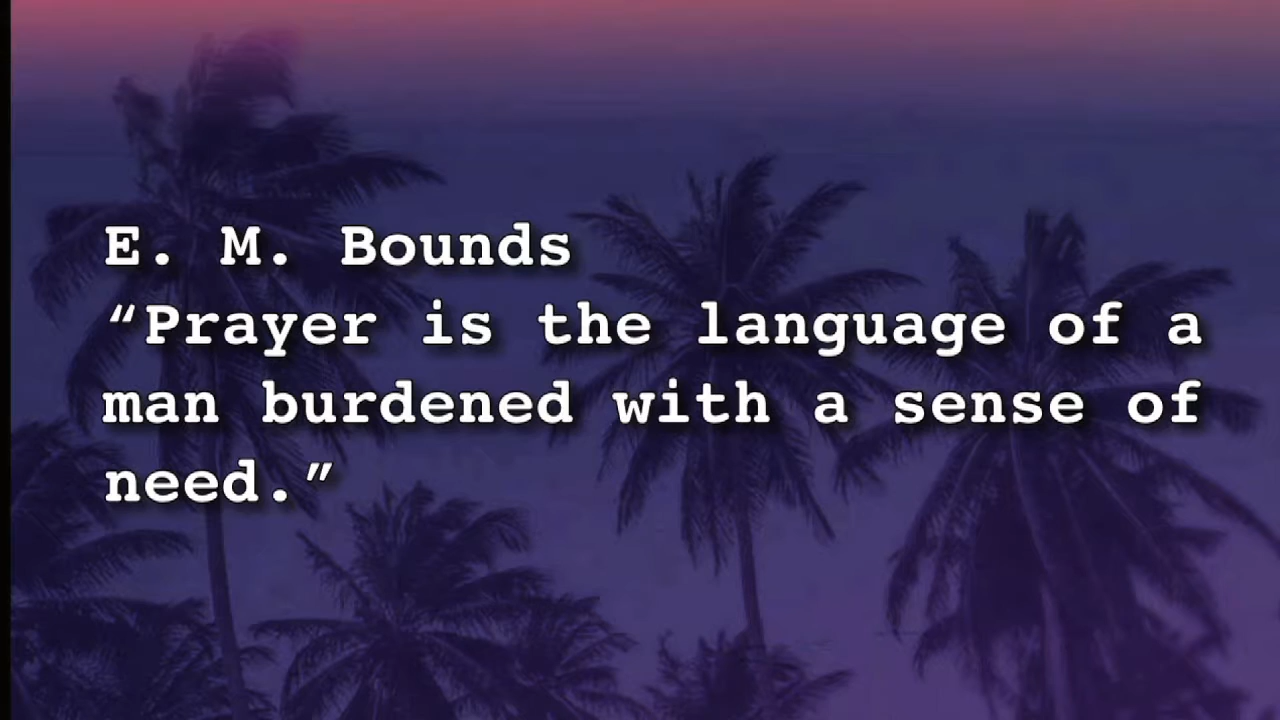 E. M. Bounds
“Prayer is the language of a
man burdened with a sense of
need.”